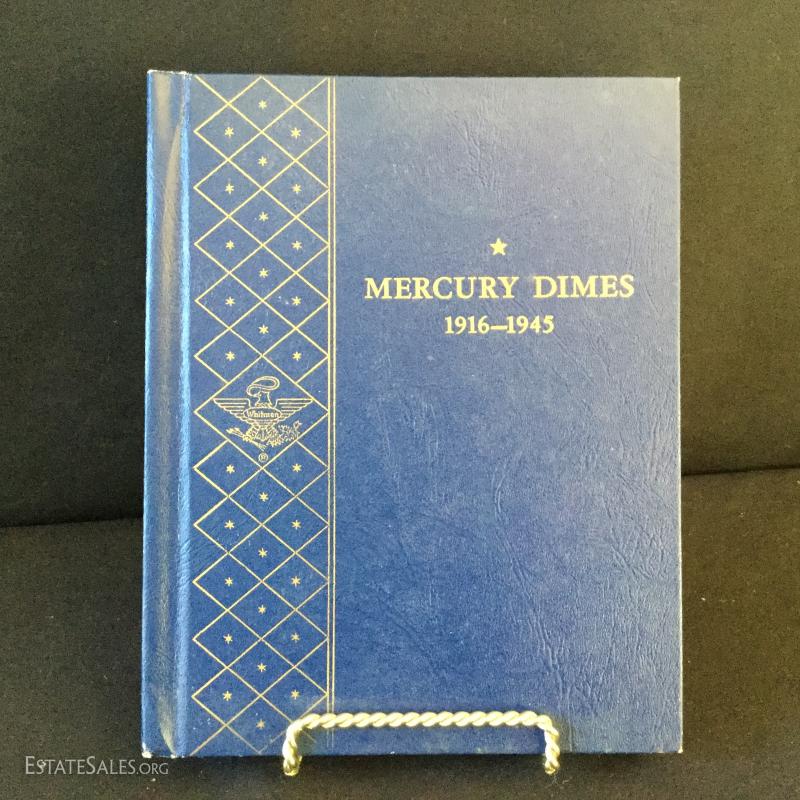 MERCURY DIMES
1916–1945
Whitman
®
ESTATESALES.ORG